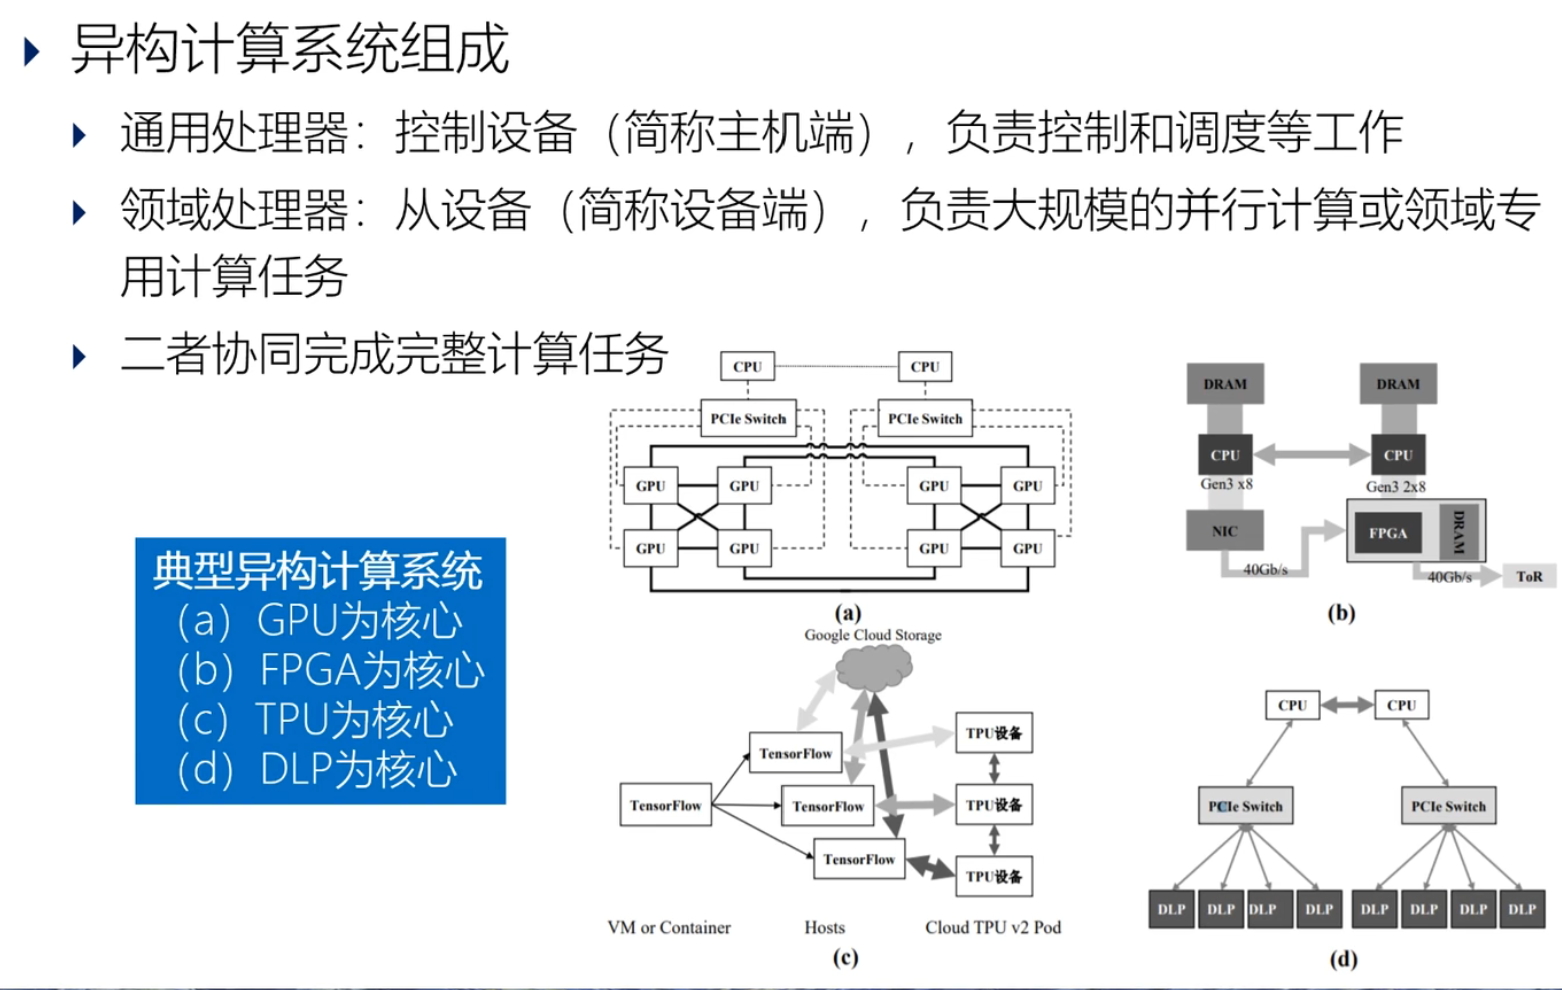 异构计算系统组成
通用处理器：控制设备（简称主机端），负责控制和调度等工作
领域处理器：从设备（简称设备端），负责大规模的并行计算或领域专
用计算任务
二者协同完成完整计算任务
典型异构计算系统
（a）GPU为核心
（b）FPGA为核心
（c）TPU为核心
（d）DLP为核心
CPU CPU
PCIe Switch PCIe Switch
GPU GPU GPU GPU
GPU GPU GPU GPU
(a)
DRAM DRAM
CPU CPU
Gen3 x8 Gen3 2x8
NIC FPGA DRAM
40Gb/s 40Gb/s ToR
(b)
Google Cloud Storage
TensorFlow TPU设备
TensorFlow TensorFlow TPU设备
TensorFlow TPU设备
VM or Container Hosts Cloud TPU v2 Pod
(c)
CPU CPU
PCIe Switch PCIe Switch
DLP DLP DLP DLP DLP DLP DLP DLP
(d)